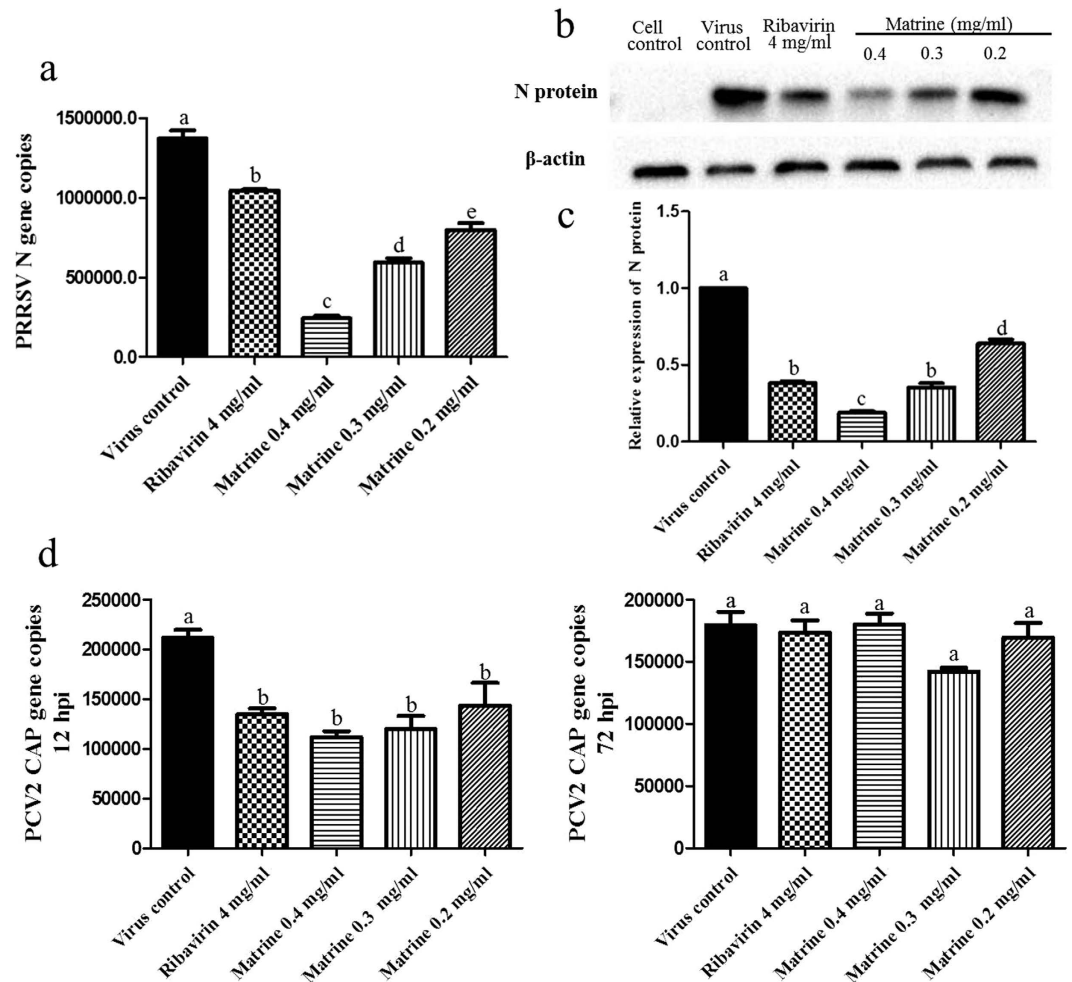 a
PRRSV N gene copies
1500000.0
1000000.0
500000.0
0.0
a
b
c
d
e
Virus control
Ribavirin 4 mg/ml
Matrine 0.4 mg/ml
Matrine 0.3 mg/ml
Matrine 0.2 mg/ml
b
Cell control
Virus control
Ribavirin 4 mg/ml
Matrine (mg/ml)
0.4 0.3 0.2
N protein
β-actin
c
Relative expression of N protein
1.5
1.0
0.5
0.0
a
b
c
b
d
Virus control
Ribavirin 4 mg/ml
Matrine 0.4 mg/ml
Matrine 0.3 mg/ml
Matrine 0.2 mg/ml
d
PCV2 CAP gene copies
12 hpi
250000
200000
150000
100000
50000
0
a
b
b
b
b
Virus control
Ribavirin 4 mg/ml
Matrine 0.4 mg/ml
Matrine 0.3 mg/ml
Matrine 0.2 mg/ml
PCV2 CAP gene copies
72 hpi
200000
150000
100000
50000
0
a
a
a
a
a
Virus control
Ribavirin 4 mg/ml
Matrine 0.4 mg/ml
Matrine 0.3 mg/ml
Matrine 0.2 mg/ml